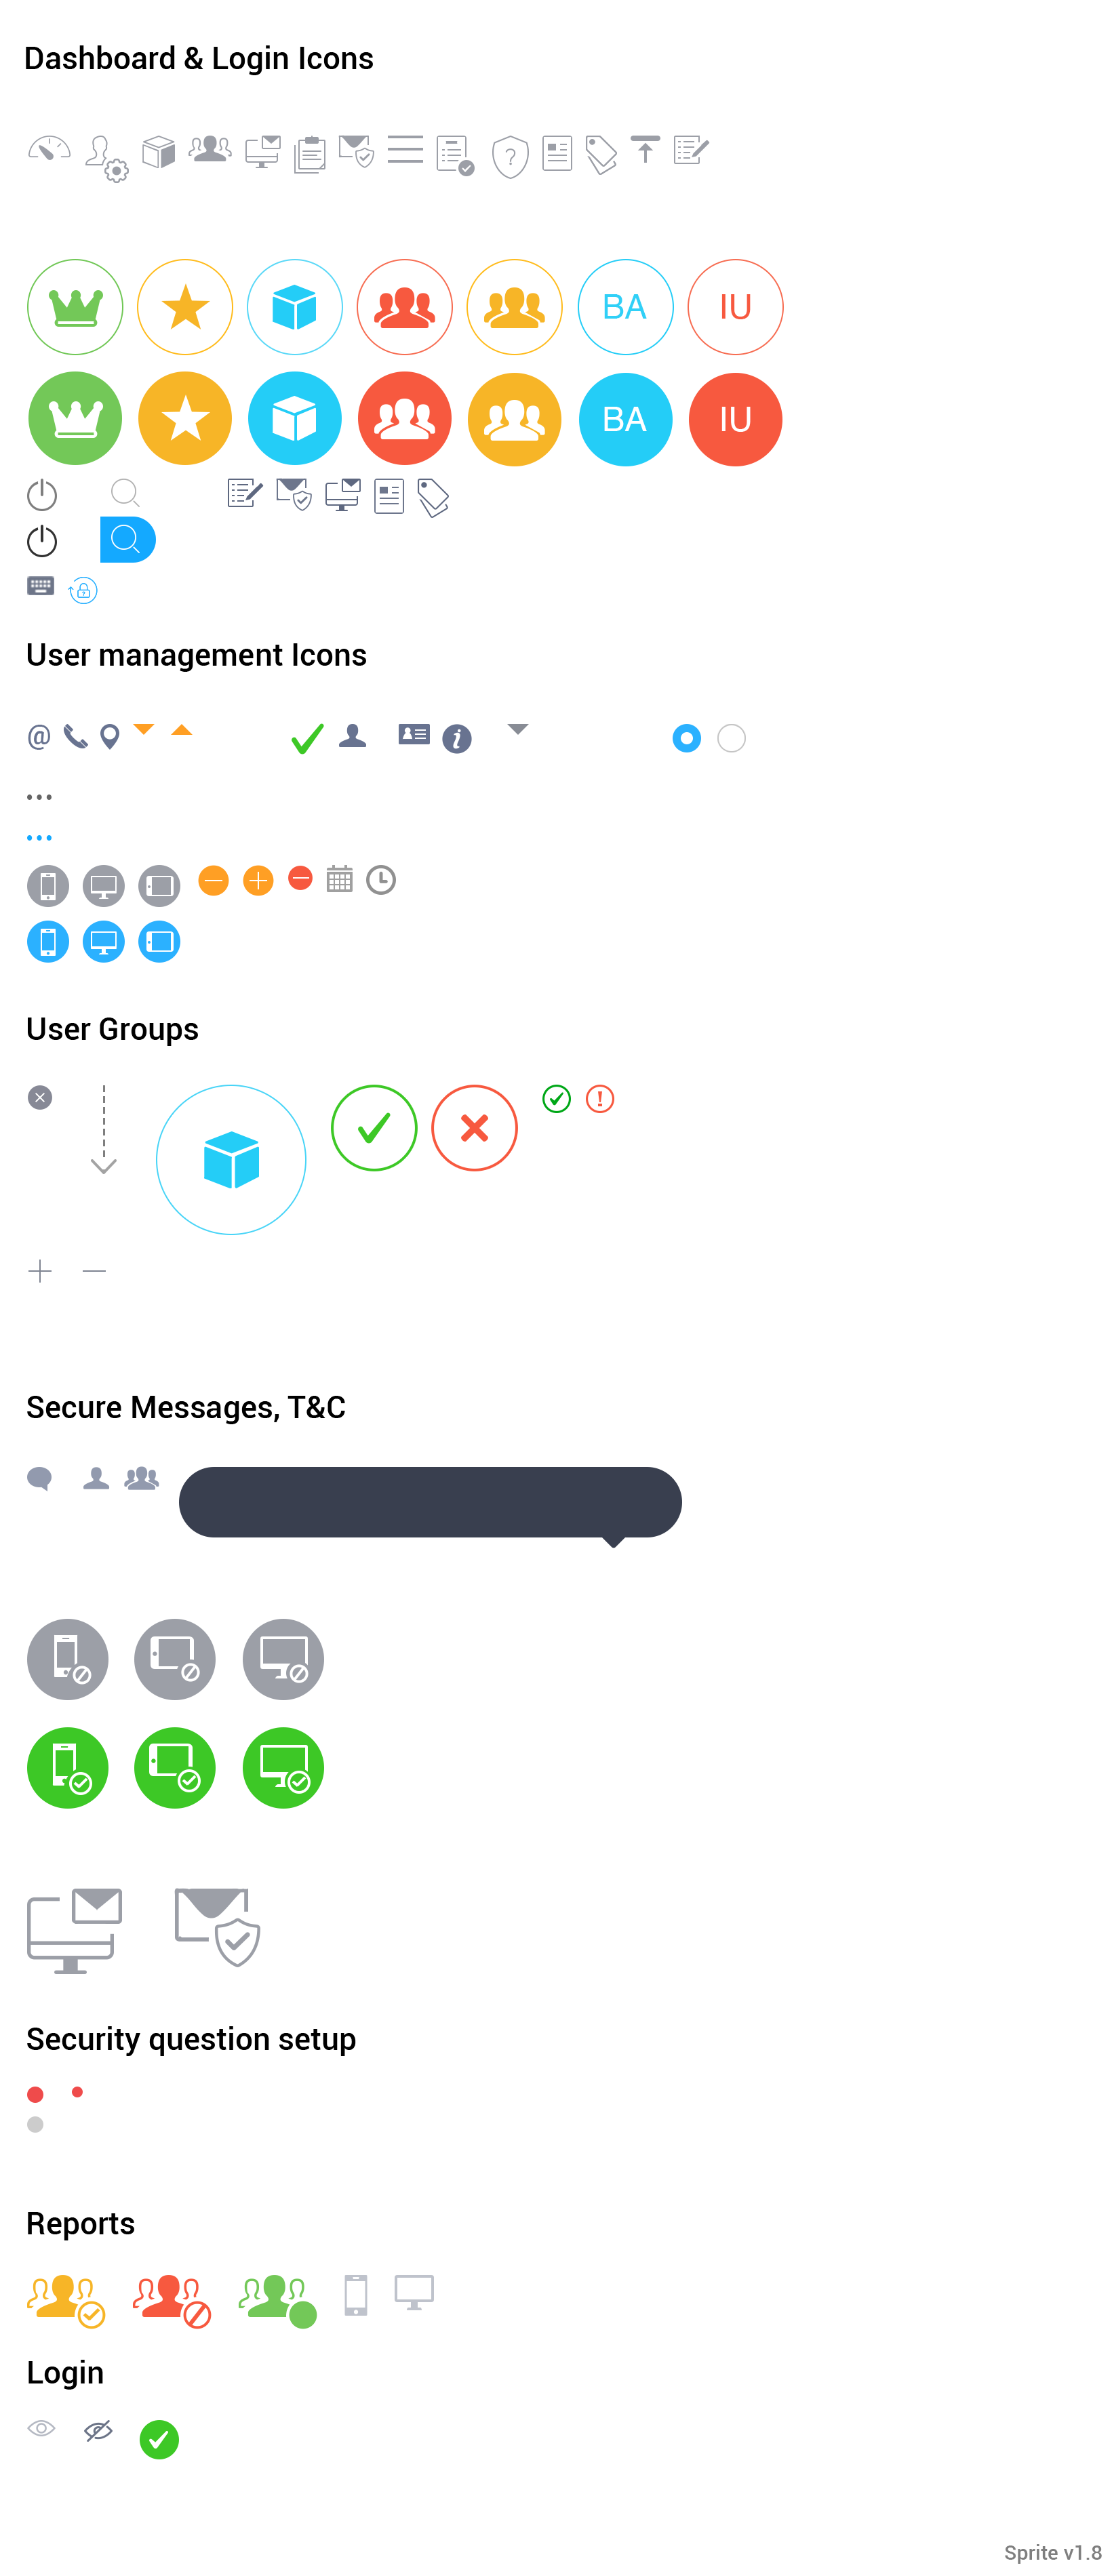 Dashboard & Login Icons
?
BA IU
BA IU
User management Icons
@
i
User Groups
!
Secure Messages, T&C
Security question setup
Reports
Login
Sprite v1.8